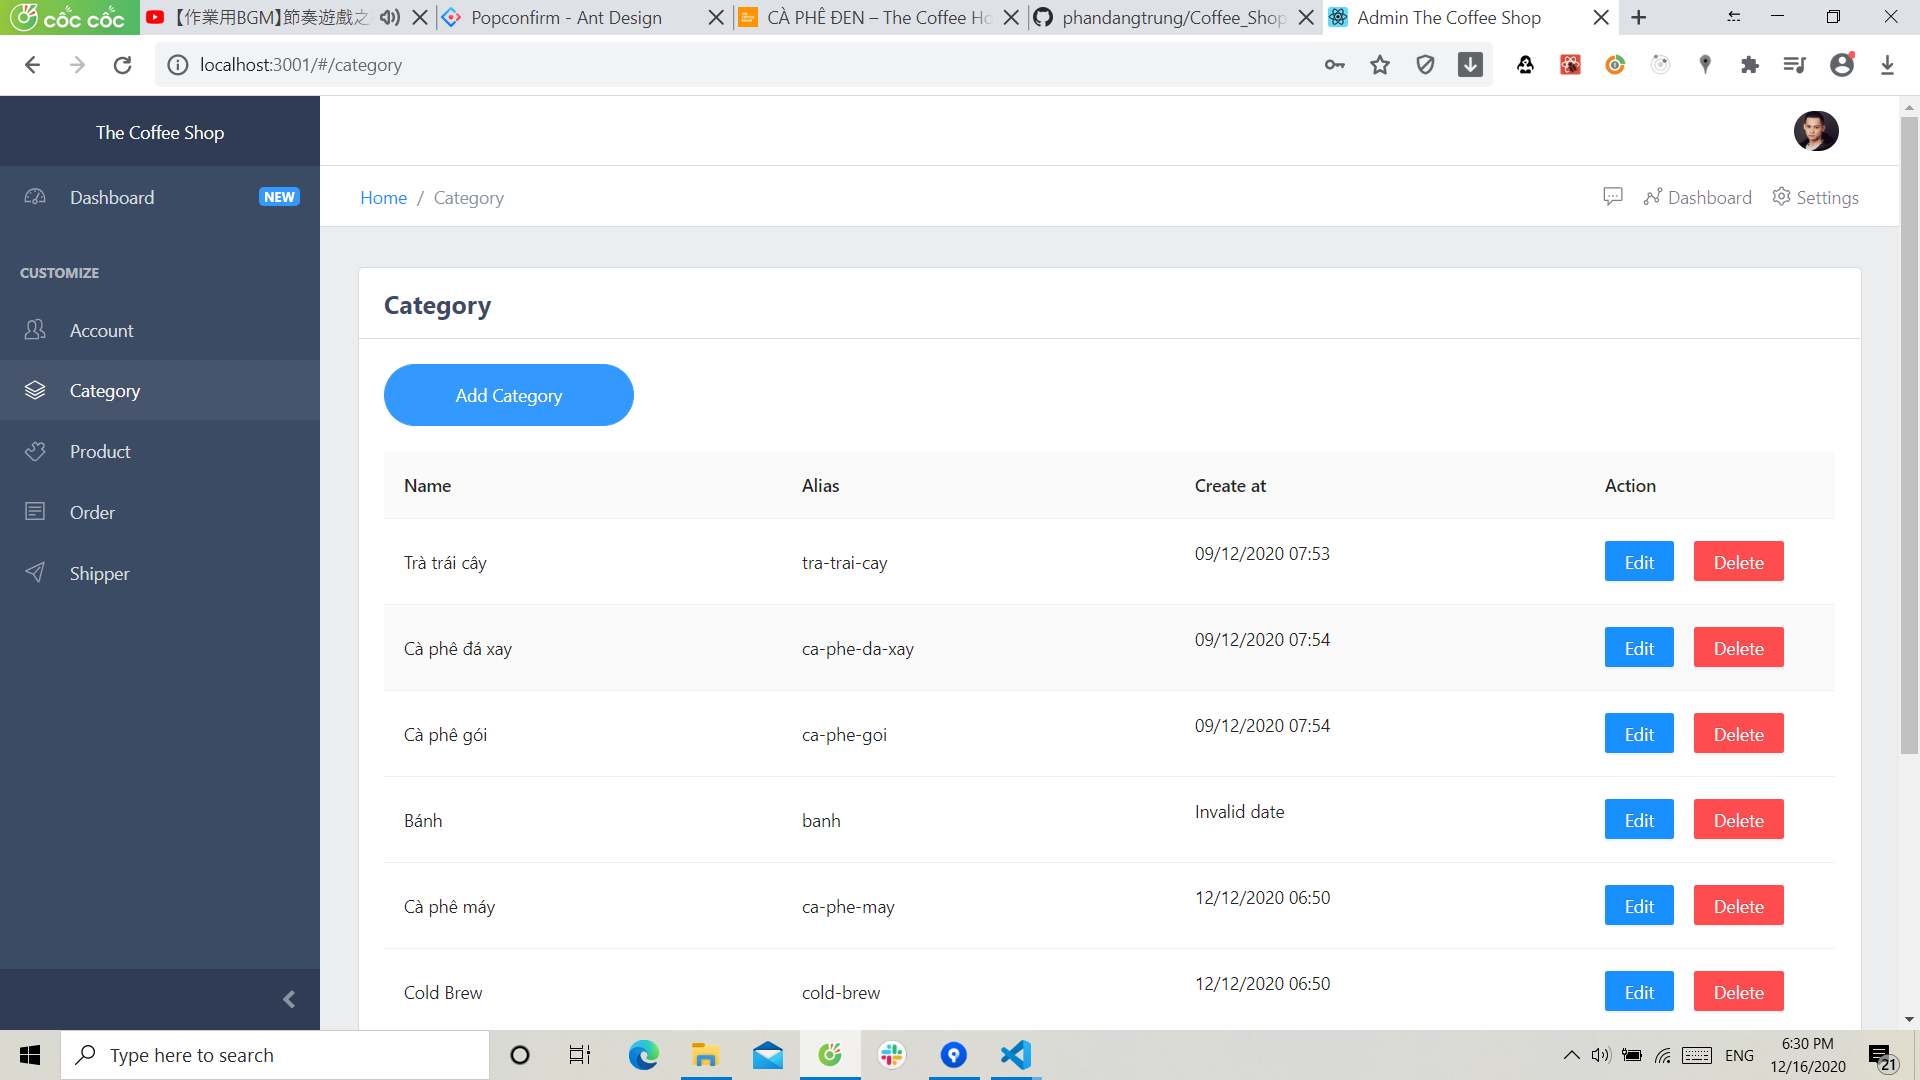 cốc cốc
【作業用BGM】節奏遊戲之
Popconfirm - Ant Design
CÀ PHÊ ĐEN – The Coffee Ho
phandangtrung/Coffee_Shop
Admin The Coffee Shop
localhost:3001/#/category
The Coffee Shop
Dashboard NEW
Home / Category
Dashboard
Settings
CUSTOMIZE
Account
Category
Product
Order
Shipper
Category
Add Category
Name Alias Create at Action
Trà trái cây tra-trai-cay 09/12/2020 07:53 Edit Delete
Cà phê đá xay ca-phe-da-xay 09/12/2020 07:54 Edit Delete
Cà phê gói ca-phe-goi 09/12/2020 07:54 Edit Delete
Bánh banh Invalid date Edit Delete
Cà phê máy ca-phe-may 12/12/2020 06:50 Edit Delete
Cold Brew cold-brew 12/12/2020 06:50 Edit Delete
Type here to search
ENG
6:30 PM
12/16/2020
21